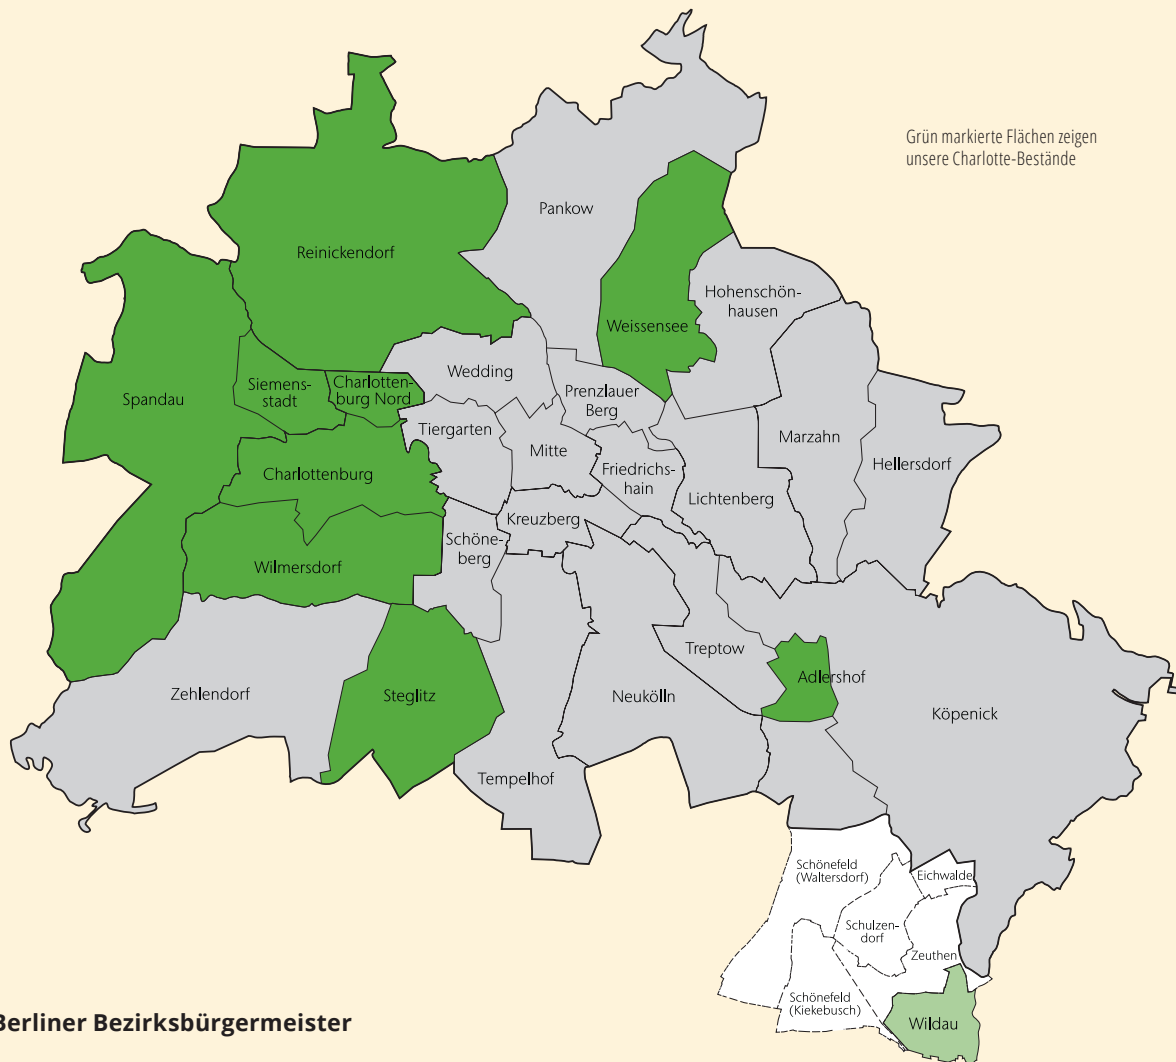 Grün markierte Flächen zeigen
unsere Charlotte-Bestände
Pankow
Reinickendorf
Hohenschön-
hausen
Weissensee
Wedding
Siemens-
stadt
Charlotten-
burg Nord
Spandau
Prenzlauer
Berg
Tiergarten
Mitte
Marzahn
Hellersdorf
Charlottenburg
Friedrichs-
hain
Lichtenberg
Kreuzberg
Schöne-
berg
Wilmersdorf
Treptow
Adlershof
Zehlendorf
Steglitz
Neukölln
Köpenick
Tempelhof
Schönefeld
(Waltersdorf)
Eichwalde
Schulzen-
dorf
Zeuthen
Schönefeld
(Kiekebusch)
Wildau
Berliner Bezirksbürgermeister